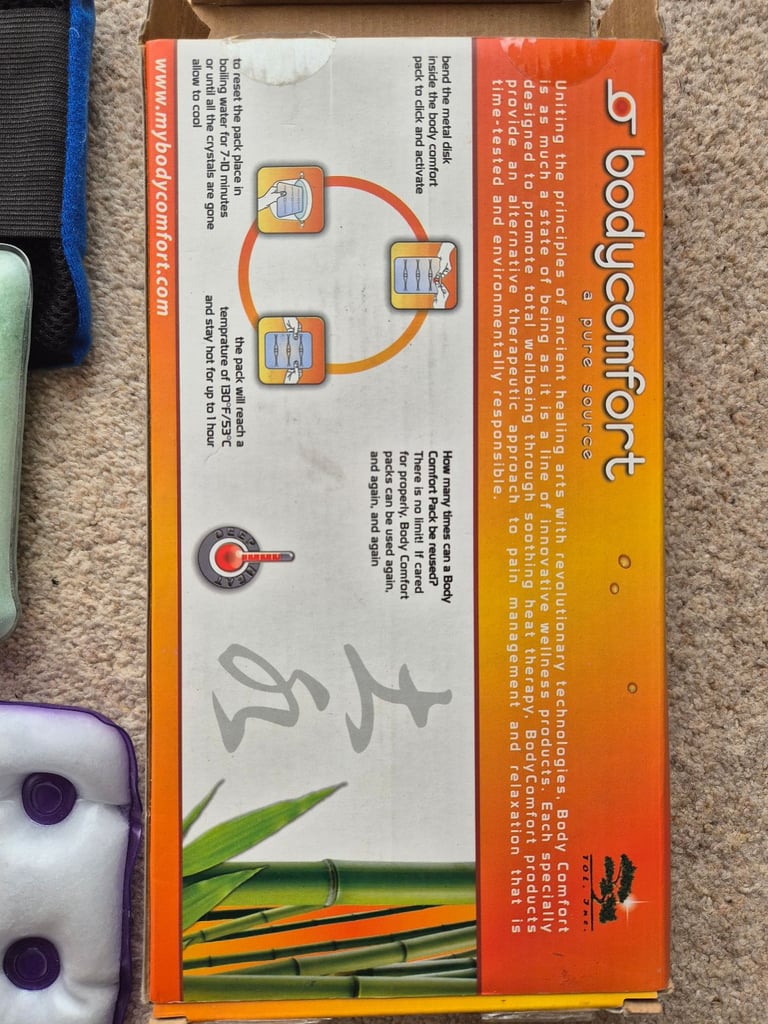 bodycomfort
a pure source
Uniting the principles of ancient healing arts with revolutionary technologies, Body Comfort
is as much a state of being as it is a line of innovative wellness products. Each specially
designed to promote total wellbeing through soothing heat therapy, BodyComfort products
provide an alternative therapeutic approach to pain management and relaxation that is
time-tested and environmentally responsible.
TOI, Inc.
bend the metal disk
inside the body comfort
pack to click and activate
the pack will reach a
temprature of 130°F/53°C
and stay hot for up to 1 hour
to reset the pack place in
boiling water for 7-10 minutes
or until all the crystals are gone
allow to cool
How many times can a Body
Comfort Pack be reused?
There is no limit! If cared
for properly, Body Comfort
packs can be used again,
and again, and again
DEEP HEAT
www.mybodycomfort.com